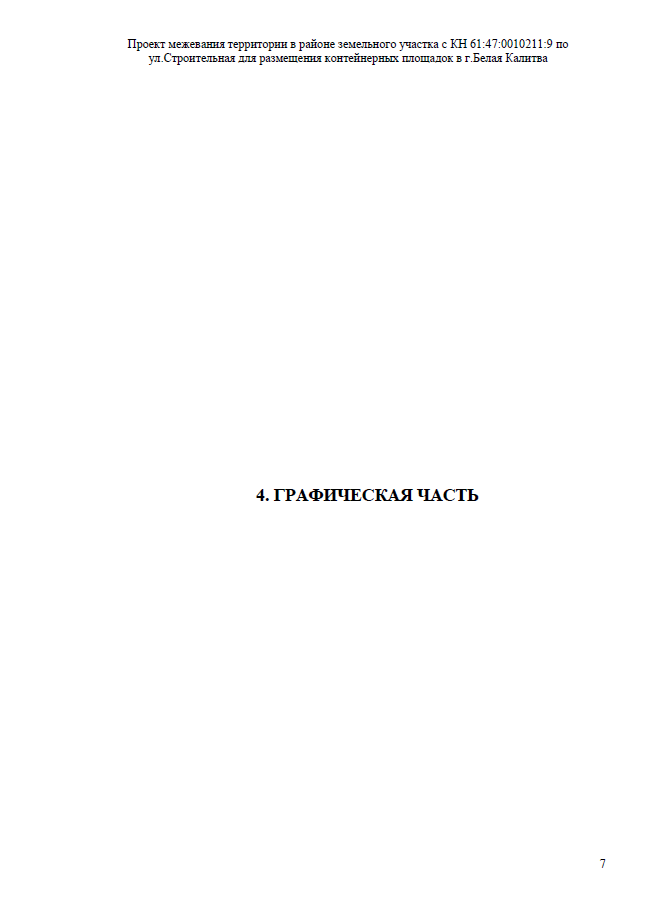 Проект межевания территории в районе земельного участка с КН 61:47:0010211:9 по
ул.Строительная для размещения контейнерных площадок в г.Белая Калитва
4. ГРАФИЧЕСКАЯ ЧАСТЬ
7